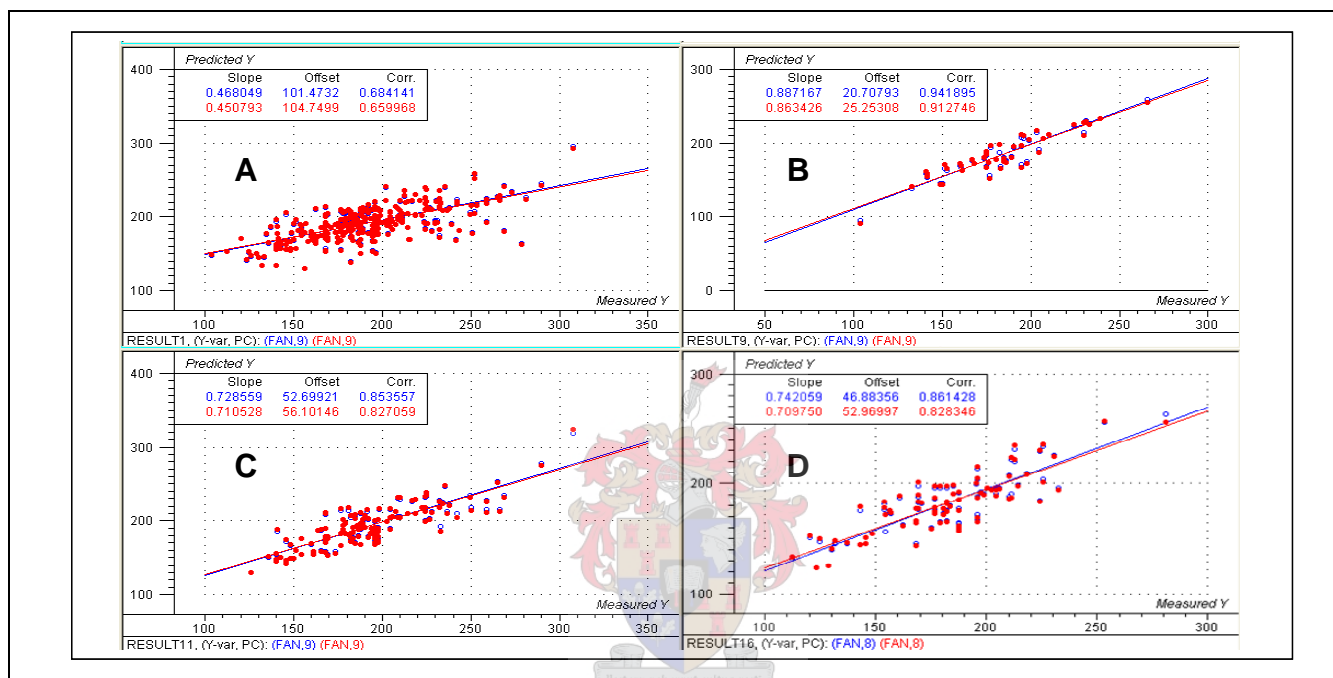 Predicted Y
400
Slope Offset Corr.
0.468049 101.4732 0.684141
0.450793 104.7499 0.659968
300
A
200
100
Measured Y
100 150 200 250 300 350
RESULT1, (Y-var, PC): (FAN,9) (FAN,9)
Predicted Y
300
Slope Offset Corr.
0.887167 20.70793 0.941895
0.863426 25.25308 0.912746
200
B
100
0
Measured Y
50 100 150 200 250 300
RESULT9, (Y-var, PC): (FAN,9) (FAN,9)
Predicted Y
400
Slope Offset Corr.
0.728559 52.69921 0.853557
0.710528 56.10146 0.827059
300
C
200
100
Measured Y
100 150 200 250 300 350
RESULT11, (Y-var, PC): (FAN,9) (FAN,9)
Predicted Y
300
Slope Offset Corr.
0.742059 46.88356 0.861428
0.709750 52.96997 0.828346
D
200
100
Measured Y
100 150 200 250 300
RESULT16, (Y-var, PC): (FAN,8) (FAN,8)